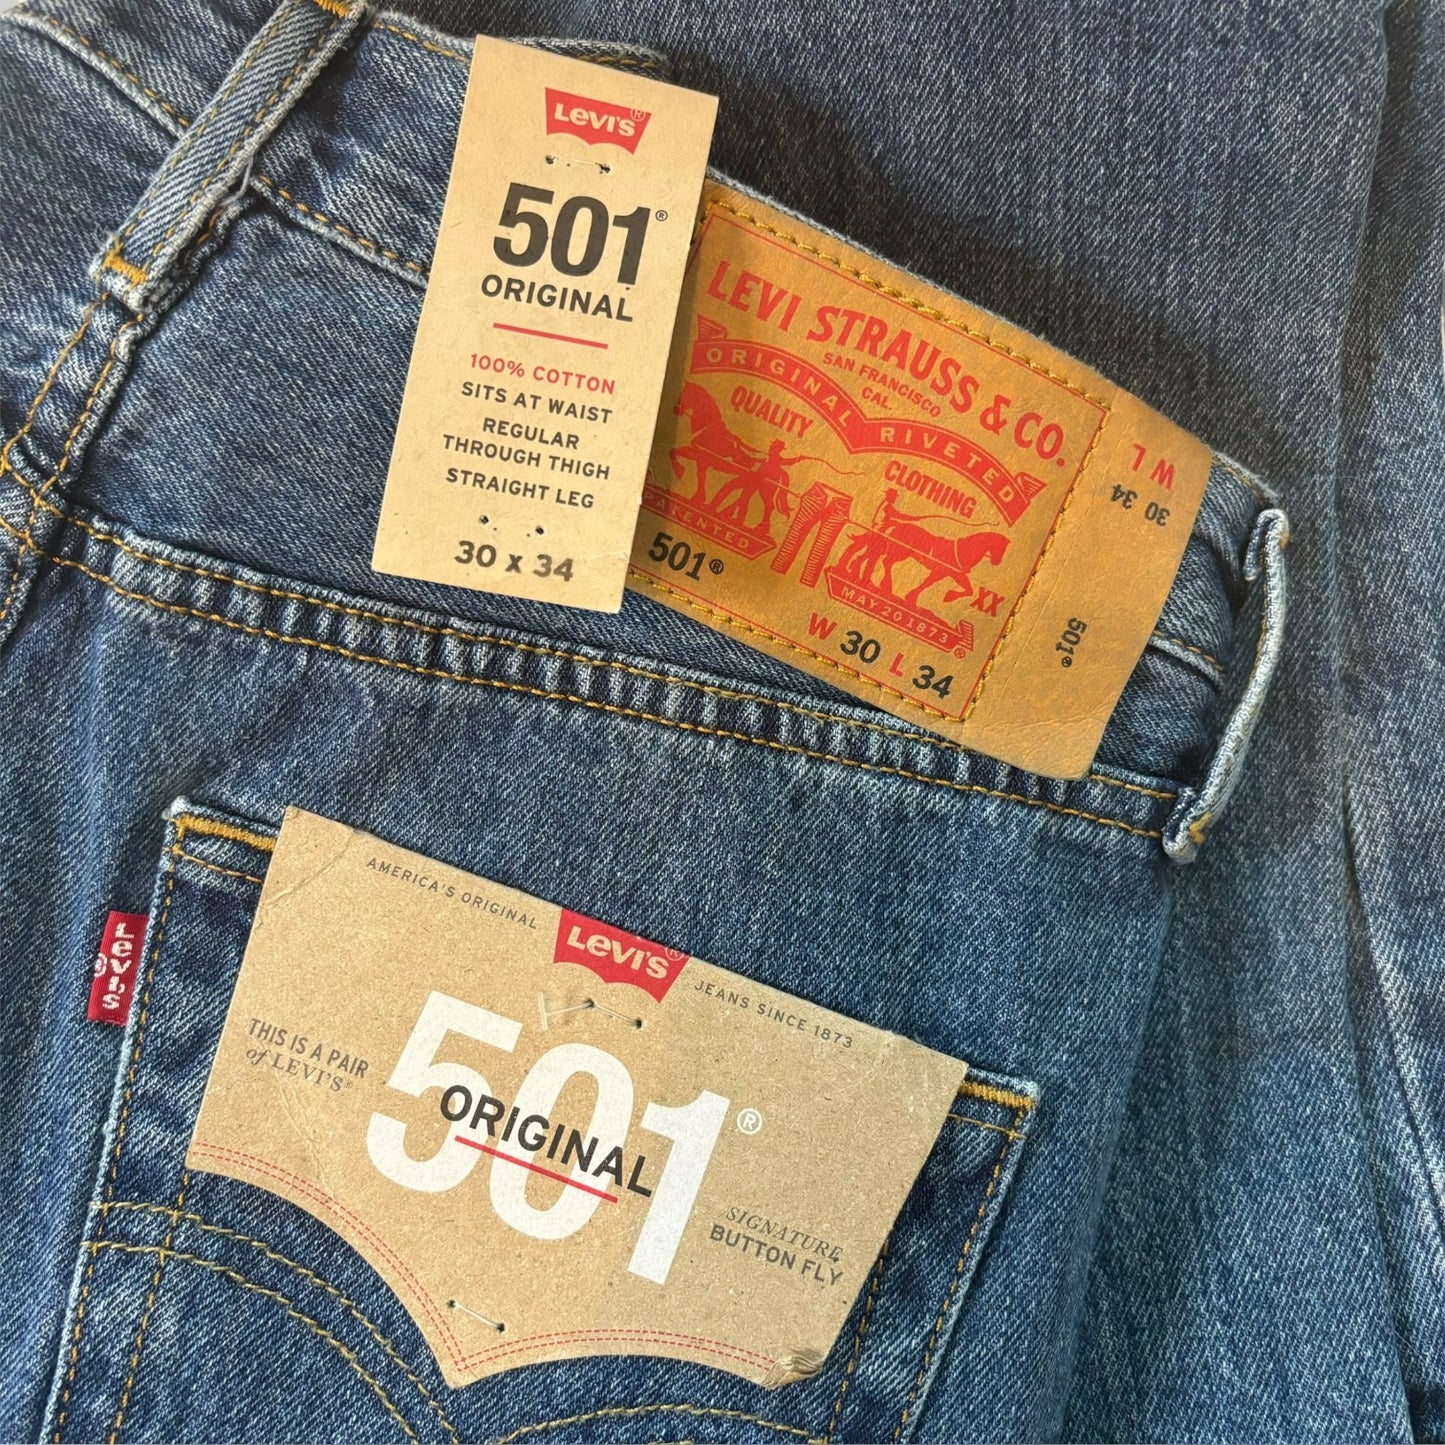 Levi's®
501®
ORIGINAL
100% COTTON
SITS AT WAIST
REGULAR
THROUGH THIGH
STRAIGHT LEG
30 x 34
LEVI STRAUSS & CO.
SAN FRANCISCO
CAL.
ORIGINAL RIVETED
QUALITY CLOTHING
PATENTED
MAY 20 1873
XX
®
501®
W 30 L 34
W L
30 34
501®
Levi's
®
AMERICA'S ORIGINAL
Levi's®
JEANS SINCE 1873
THIS IS A PAIR
of LEVI'S®
501®
ORIGINAL
SIGNATURE
BUTTON FLY